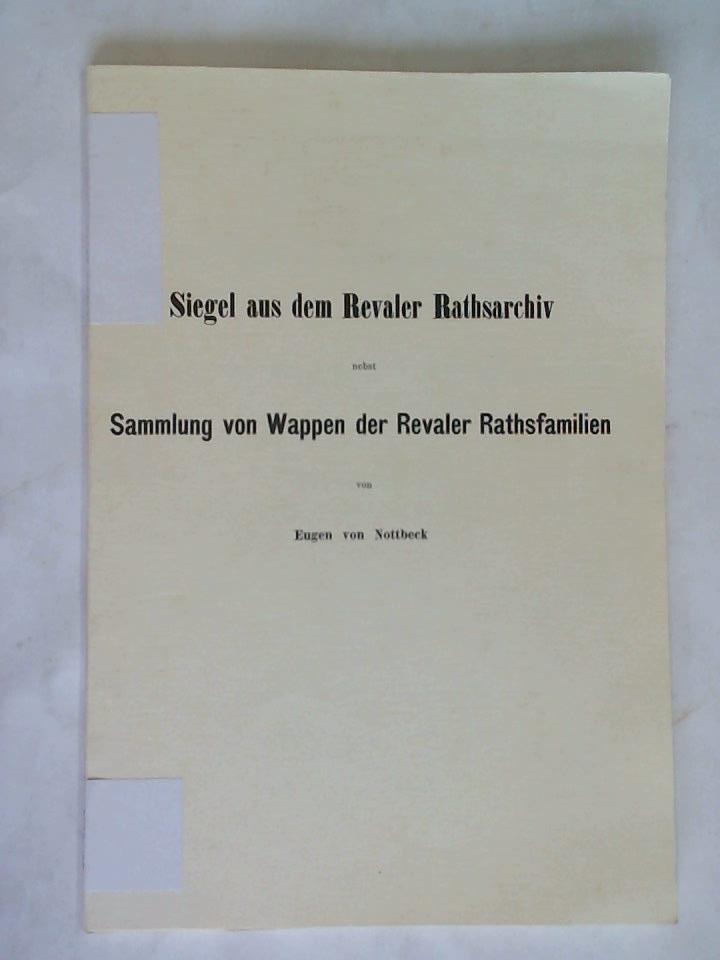 Siegel aus dem Revaler Rathsarchiv
nebst
Sammlung von Wappen der Revaler Rathsfamilien
von
Eugen von Nottbeck